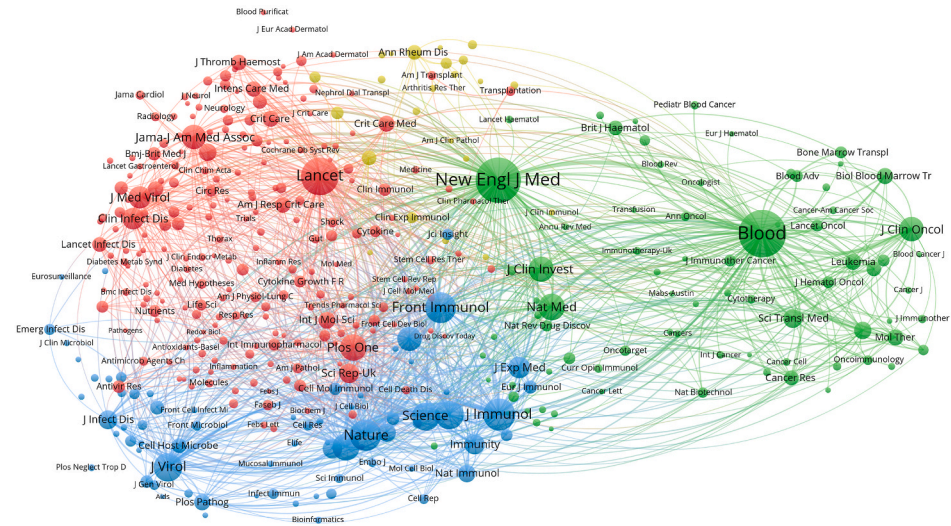 Blood Purificat
J Eur Acad Dermatol
J Am Acad Dermatol
Ann Rheum Dis
J Thromb Haemost
Am J Transplant
Arthritis Res Ther
J Neurol
Intens Care Med
Nephrol Dial Transpl
Transplantation
Jama Cardiol
Neurology
Pediatr Blood Cancer
Radiology
J Crit Care
Lancet Haematol
Crit Care
Crit Care Med
Brit J Haematol
Eur J Haematol
Jama-J Am Med Assoc
Am J Clin Pathol
Cochrane Db Syst Rev
Bmj-Brit Med J
Bone Marrow Transpl
Lancet Gastroenterol
Clin Chim Acta
Medicine
Blood Rev
Lancet
New Engl J Med
Blood Adv
Biol Blood Marrow Tr
Oncologist
Circ Res
Clin Immunol
J Med Virol
Clin Pharmacol Ther
Am J Resp Crit Care
Transfusion
Cancer-Am Cancer Soc
J Clin Immunol
Ann Oncol
Clin Infect Dis
Trials
Shock
Clin Exp Immunol
Annu Rev Med
Lancet Oncol
J Clin Oncol
Cytokine
Blood
Thorax
Gut
Jci Insight
Lancet Infect Dis
Immunotherapy-Uk
Blood Cancer J
J Clin Endocr Metab
Stem Cell Res Ther
J Immunother Cancer
Diabetes Metab Synd
Diabetes
Inflamm Res
Mol Med
Leukemia
Eurosurveillance
J Clin Invest
Med Hypotheses
Cytokine Growth F R
Stem Cell Rev Rep
J Hematol Oncol
Bmc Infect Dis
J Cell Mol Med
Cancer J
Am J Physiol-Lung C
Mabs-Austin
Cytotherapy
Life Sci
Trends Pharmacol Sci
Front Immunol
Nat Med
Nutrients
Resp Res
Int J Mol Sci
Sci Transl Med
J Immunother
Front Cell Dev Biol
Nat Rev Drug Discov
Emerg Infect Dis
Pathogens
Redox Biol
Drug Discov Today
Cancers
Mol Ther
J Clin Microbiol
Antioxidants-Basel
Int Immunopharmacol
Plos One
Oncotarget
Int J Cancer
Antimicrob Agents Ch
Cancer Cell
Oncoimmunology
Inflammation
Am J Pathol
J Exp Med
Curr Opin Immunol
Sci Rep-Uk
Cancer Res
Antivir Res
Molecules
Cell Mol Immunol
Cell Death Dis
Eur J Immunol
Cancer Lett
Nat Biotechnol
Febs J
Front Cell Infect Mi
Faseb J
Biochem J
J Cell Biol
J Infect Dis
Front Microbiol
Febs Lett
Cell Res
Science
J Immunol
Nature
Cell Host Microbe
Elife
Immunity
Plos Neglect Trop D
J Virol
Mucosal Immunol
Embo J
Mol Cell Biol
Nat Immunol
J Gen Virol
Sci Immunol
Aids
Infect Immun
Plos Pathog
Cell Rep
Bioinformatics